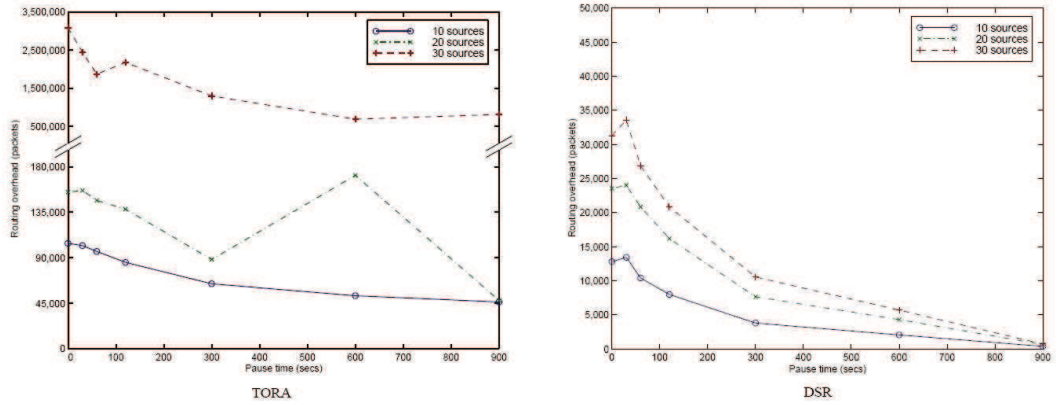 3,500,000
2,500,000
1,500,000
500,000
180,000
135,000
90,000
45,000
0
Routing overhead (packets)
10 sources
20 sources
30 sources
0 100 200 300 400 500 600 700 800 900
Pause time (secs)
TORA
50,000
45,000
40,000
35,000
30,000
25,000
20,000
15,000
10,000
5,000
0
Routing overhead (packets)
10 sources
20 sources
30 sources
0 100 200 300 400 500 600 700 800 900
Pause time (secs)
DSR